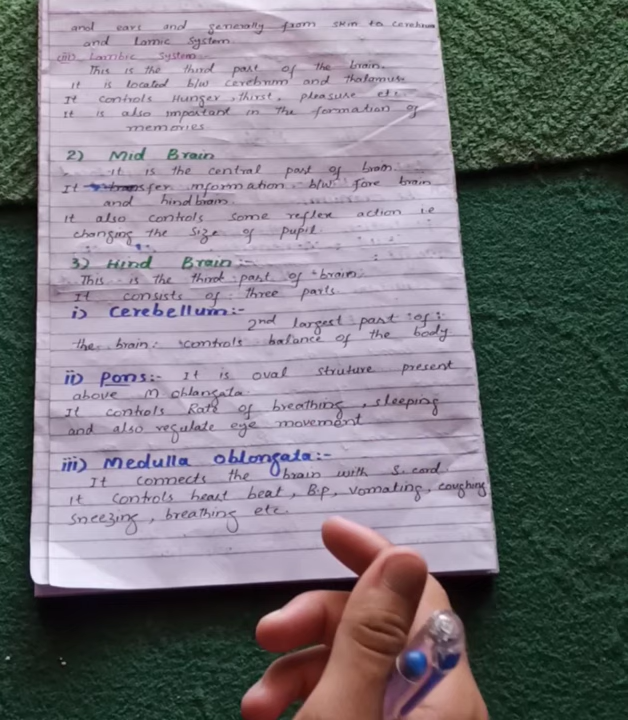 and ears and generally from skin to cerebrum
and Lamic System
(iii) Lambic System:-
This is the third part of the brain.
It is located b/w cerebrum and thalamus.
It controls Hunger, thirst, pleasure etc
It is also important in the formation of
memories
2) Mid Brain
It is the central part of brain.
It transfer information b/w Fore brain
and hindbrain.
It also controls some reflex action i.e
changing the size of pupil
3) Hind Brain:-
This is the third part of brain.
It consists of three parts.
i) Cerebellum:-
2nd largest part of
the brain. controls balance of the body.
ii) Pons:- It is oval struture present
above M oblangata.
It controls Rate of breathing, sleeping
and also regulate eye movement
iii) Medulla oblongata:-
It connects the brain with S.cord.
It controls heart beat, B.p, vomating, coughing
sneezing, breathing etc.